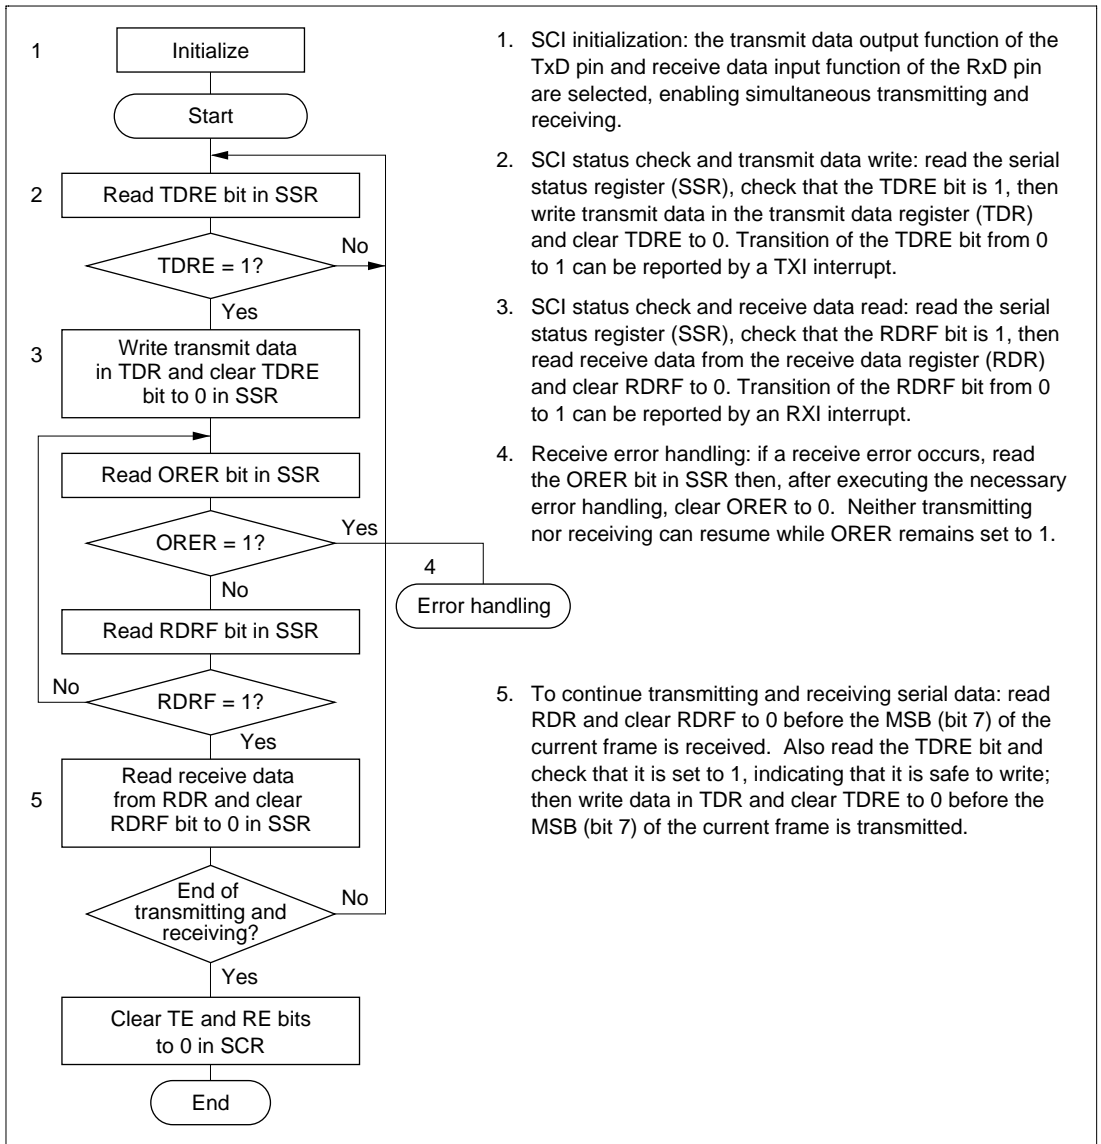 1
Initialize
Start
2
Read TDRE bit in SSR
TDRE = 1?
No
Yes
3
Write transmit data
in TDR and clear TDRE
bit to 0 in SSR
Read ORER bit in SSR
ORER = 1?
Yes
4
Error handling
No
Read RDRF bit in SSR
No
RDRF = 1?
Yes
5
Read receive data
from RDR and clear
RDRF bit to 0 in SSR
End of
transmitting and
receiving?
No
Yes
Clear TE and RE bits
to 0 in SCR
End
1. SCI initialization: the transmit data output function of the
TxD pin and receive data input function of the RxD pin
are selected, enabling simultaneous transmitting and
receiving.
2. SCI status check and transmit data write: read the serial
status register (SSR), check that the TDRE bit is 1, then
write transmit data in the transmit data register (TDR)
and clear TDRE to 0. Transition of the TDRE bit from 0
to 1 can be reported by a TXI interrupt.
3. SCI status check and receive data read: read the serial
status register (SSR), check that the RDRF bit is 1, then
read receive data from the receive data register (RDR)
and clear RDRF to 0. Transition of the RDRF bit from 0
to 1 can be reported by an RXI interrupt.
4. Receive error handling: if a receive error occurs, read
the ORER bit in SSR then, after executing the necessary
error handling, clear ORER to 0. Neither transmitting
nor receiving can resume while ORER remains set to 1.
5. To continue transmitting and receiving serial data: read
RDR and clear RDRF to 0 before the MSB (bit 7) of the
current frame is received. Also read the TDRE bit and
check that it is set to 1, indicating that it is safe to write;
then write data in TDR and clear TDRE to 0 before the
MSB (bit 7) of the current frame is transmitted.